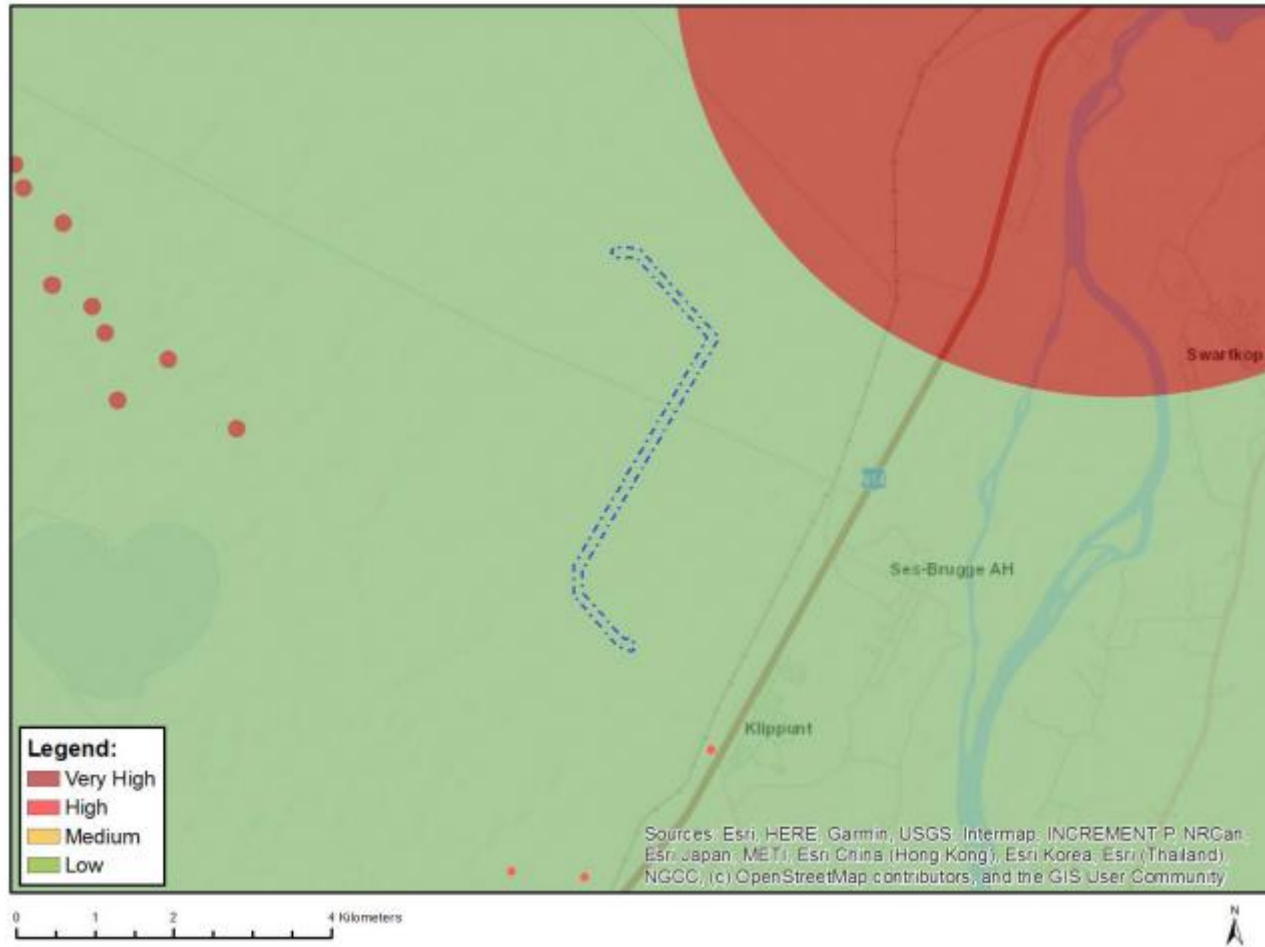 Swartkop
N14
Ses-Brugge AH
Klippunt
Legend:
Very High
High
Medium
Low
Sources: Esri, HERE, Garmin, USGS, Intermap, INCREMENT P, NRCan,
Esri Japan, METI, Esri China (Hong Kong), Esri Korea, Esri (Thailand),
NGCC, (c) OpenStreetMap contributors, and the GIS User Community
0 1 2 4 Kilometers
N